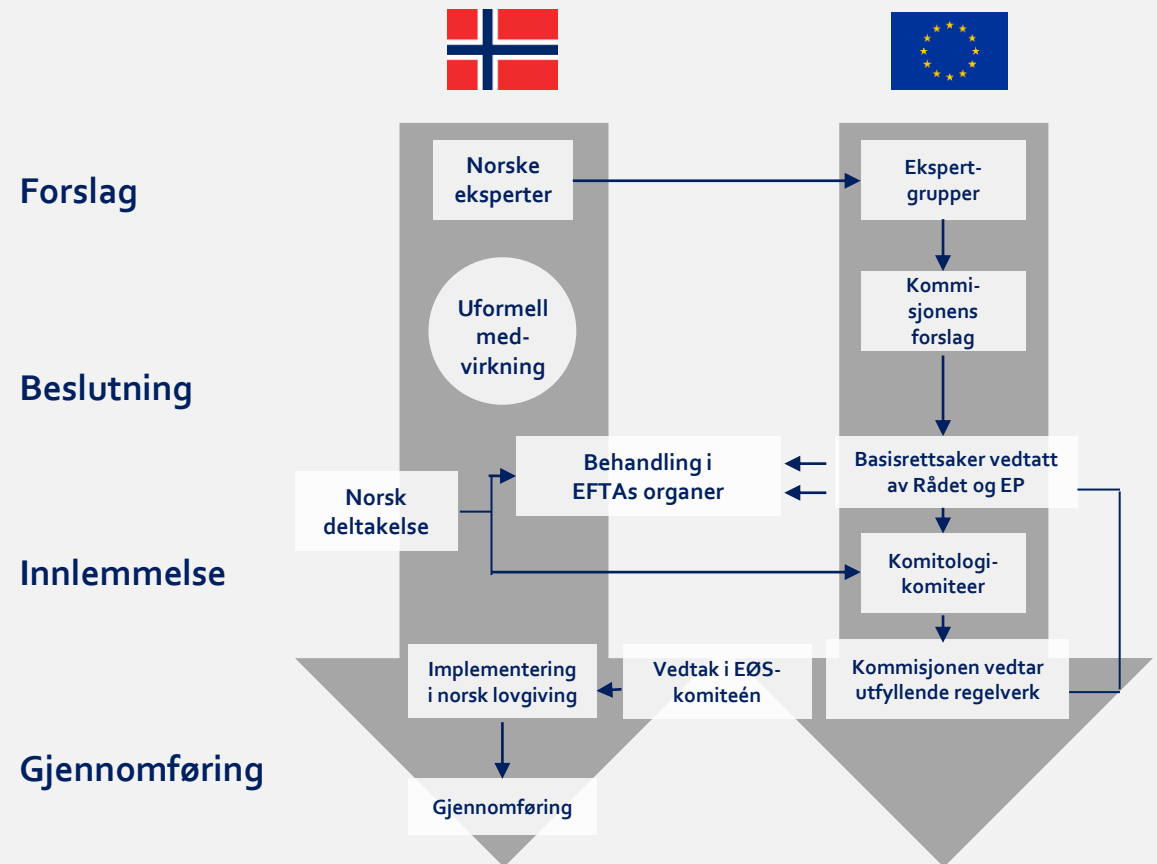 Forslag
Norske
eksperter
Ekspert-
grupper
Uformell
med-
virkning
Kommi-
sjonens
forslag
Beslutning
Behandling i
EFTAs organer
Basisrettsaker vedtatt
av Rådet og EP
Norsk
deltakelse
Innlemmelse
Komitologi-
komiteer
Implementering
i norsk lovgiving
Vedtak i EØS-
komiteén
Kommisjonen vedtar
utfyllende regelverk
Gjennomføring
Gjennomføring